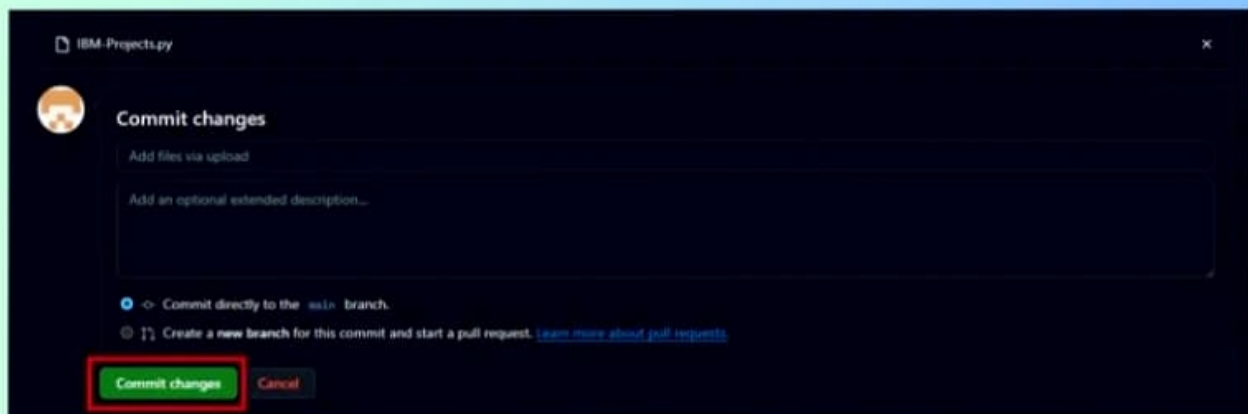 IBM-Projects.py
Commit changes
Add files via upload
Add an optional extended description...
Commit directly to the main branch.
Create a new branch for this commit and start a pull request. Learn more about pull requests.
Commit changes Cancel